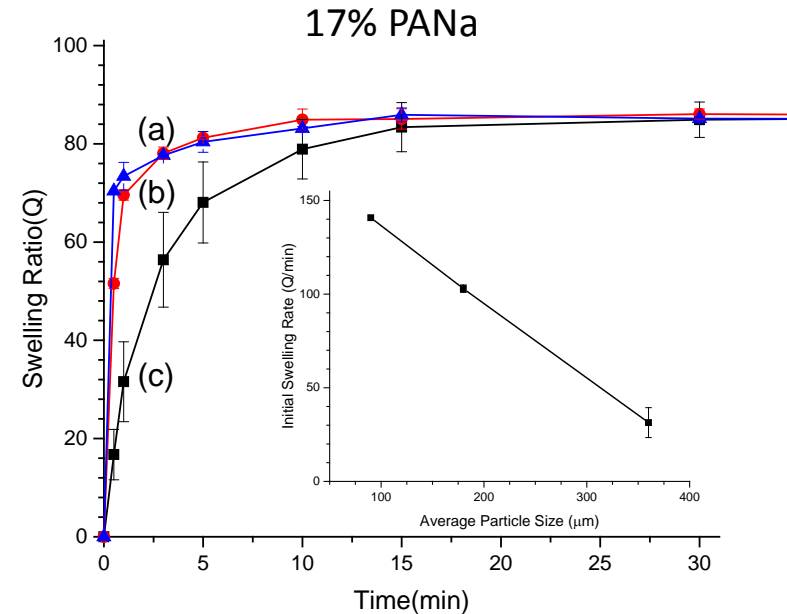 17% PANa
100
80
60
40
20
0
Swelling Ratio(Q)
(a)
(b)
(c)
150
100
50
0
Initial Swelling Rate (Q/min)
100
200
300
400
Average Particle Size (μm)
0
5
10
15
20
25
30
Time(min)